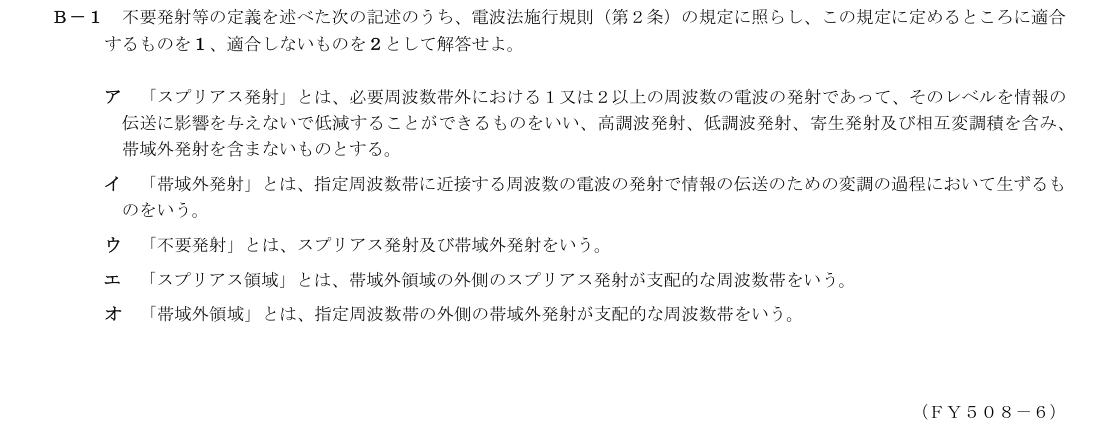 B－1　不要発射等の定義を述べた次の記述のうち、電波法施行規則（第２条）の規定に照らし、この規定に定めるところに適合
するものを1、適合しないものを2として解答せよ。
ア　「スプリアス発射」とは、必要周波数帯外における１又は２以上の周波数の電波の発射であって、そのレベルを情報の
伝送に影響を与えないで低減することができるものをいい、高調波発射、低調波発射、寄生発射及び相互変調積を含み、
帯域外発射を含まないものとする。
イ　「帯域外発射」とは、指定周波数帯に近接する周波数の電波の発射で情報の伝送のための変調の過程において生ずるも
のをいう。
ウ　「不要発射」とは、スプリアス発射及び帯域外発射をいう。
エ　「スプリアス領域」とは、帯域外領域の外側のスプリアス発射が支配的な周波数帯をいう。
オ　「帯域外領域」とは、指定周波数帯の外側の帯域外発射が支配的な周波数帯をいう。
（ＦＹ５０８－６）